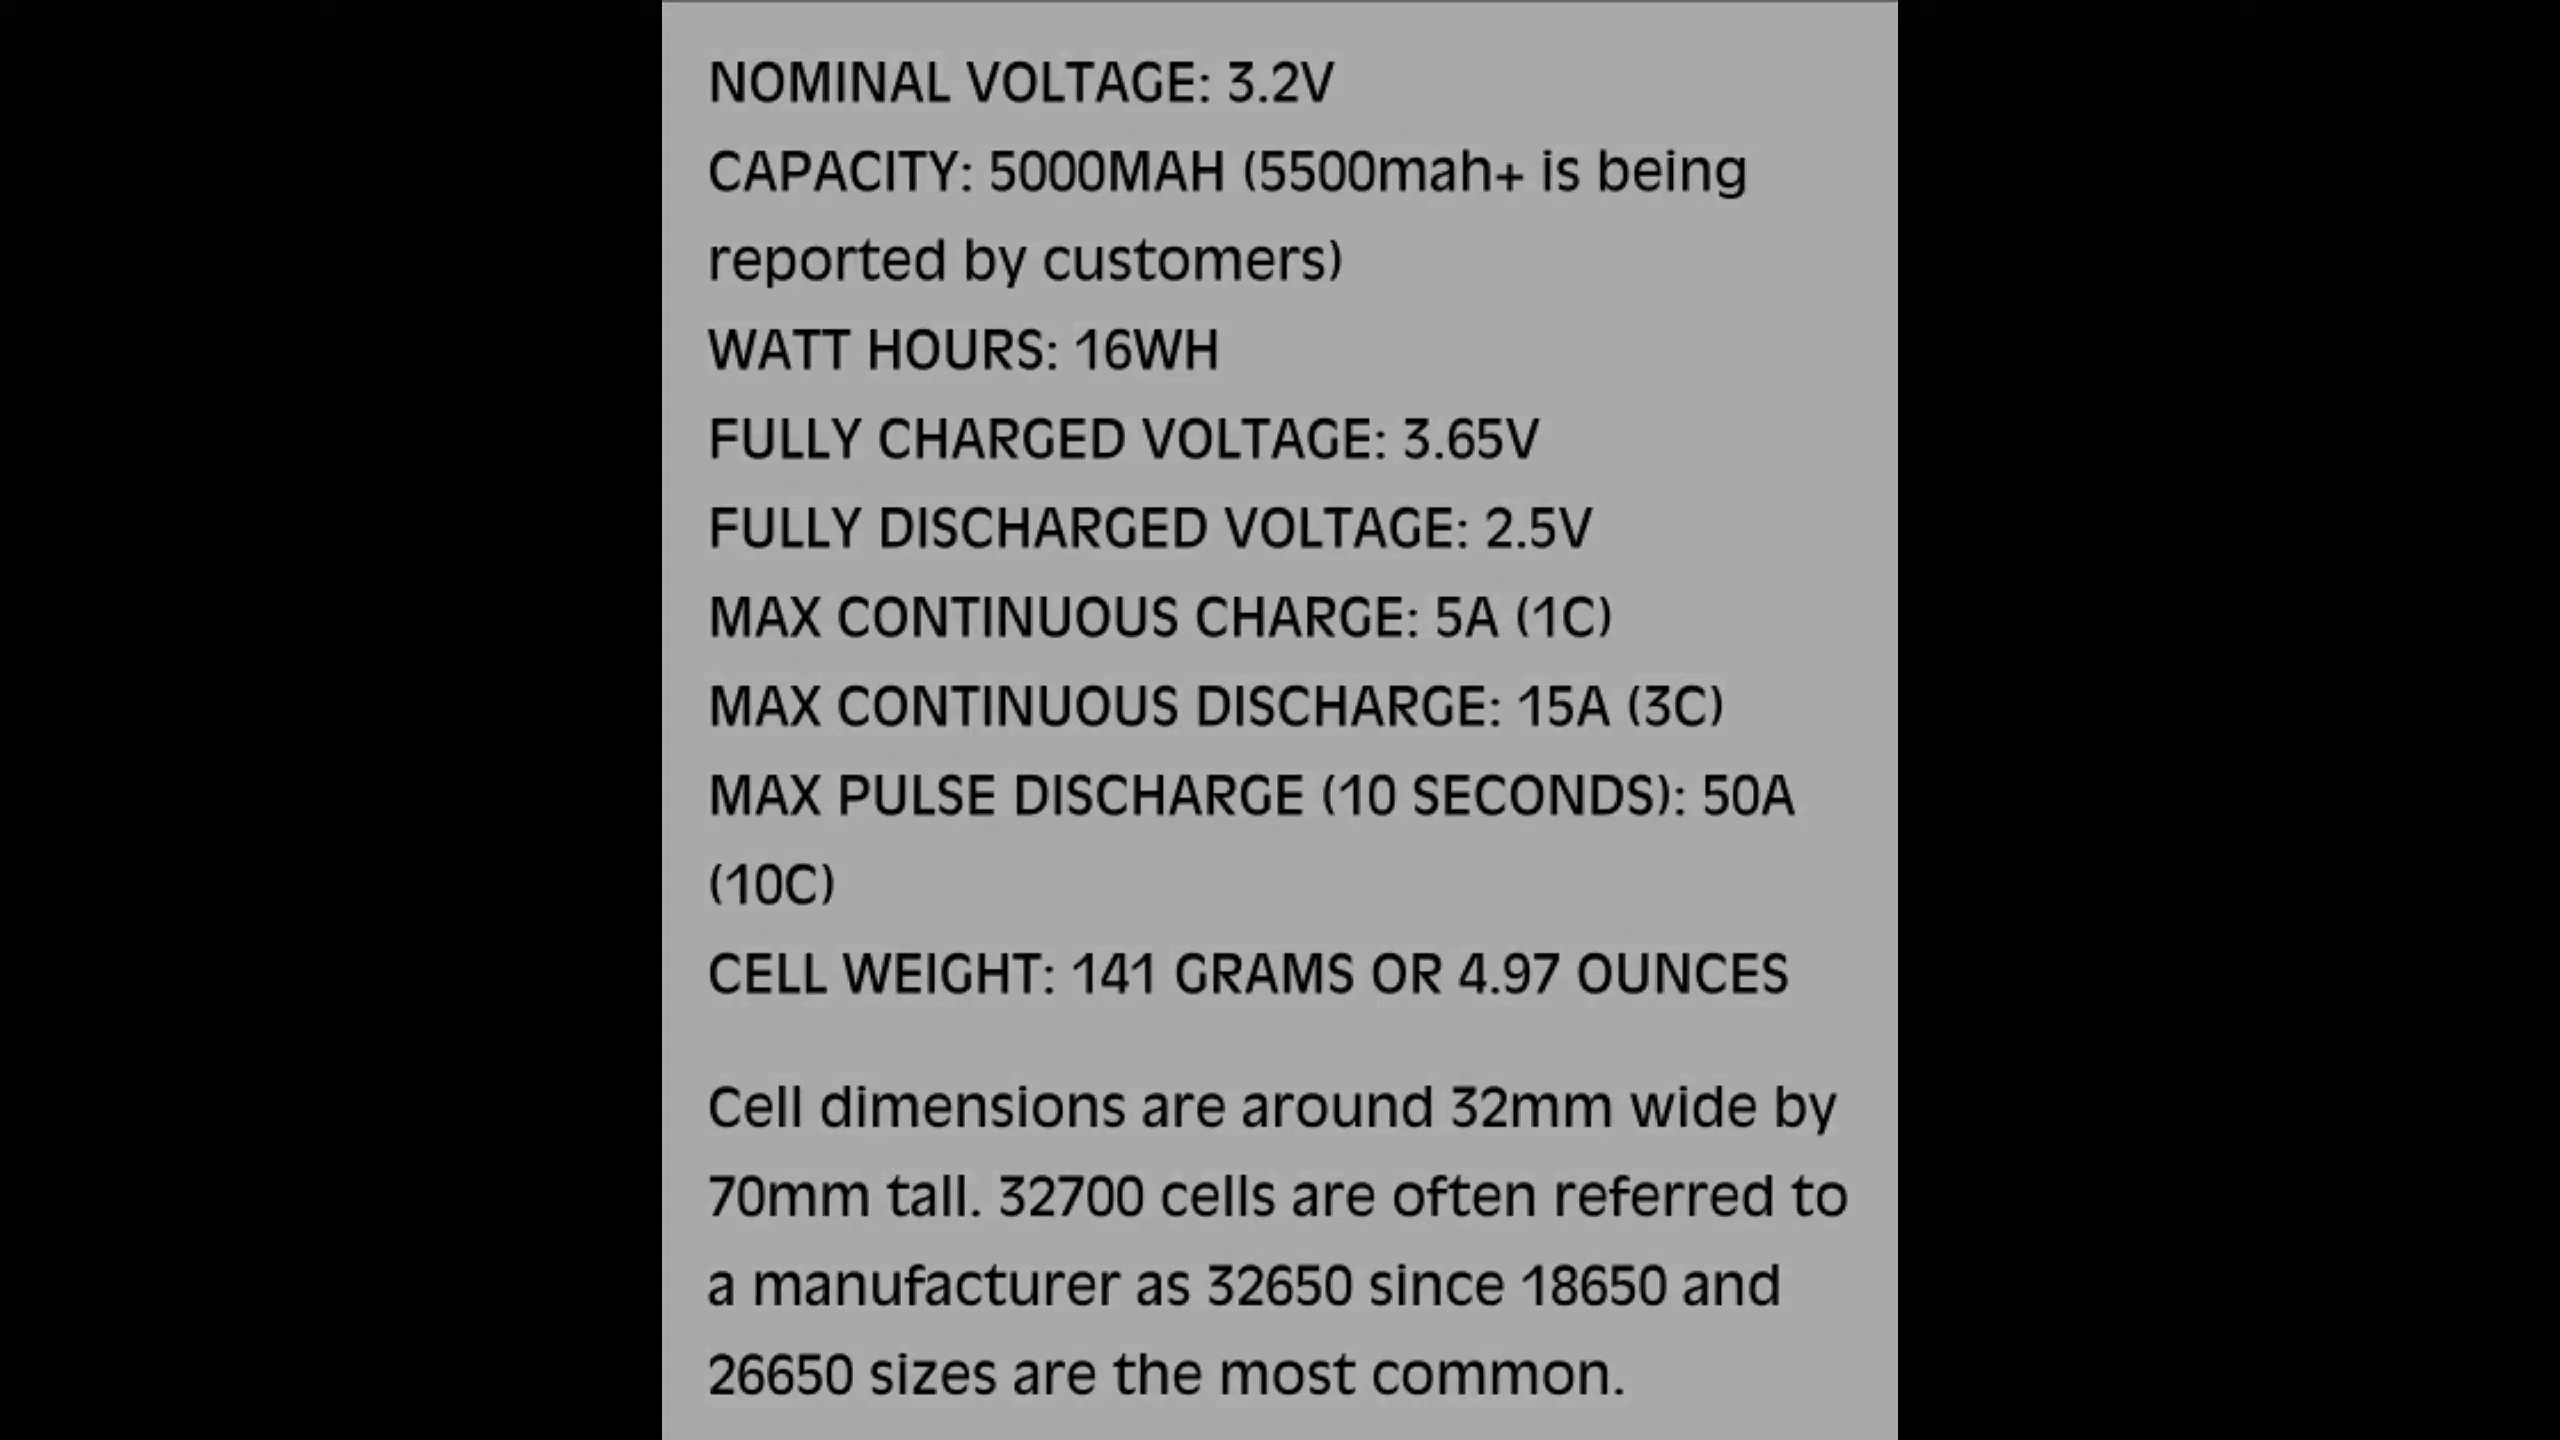 NOMINAL VOLTAGE: 3.2V
CAPACITY: 5000MAH (5500mah+ is being
reported by customers)
WATT HOURS: 16WH
FULLY CHARGED VOLTAGE: 3.65V
FULLY DISCHARGED VOLTAGE: 2.5V
MAX CONTINUOUS CHARGE: 5A (1C)
MAX CONTINUOUS DISCHARGE: 15A (3C)
MAX PULSE DISCHARGE (10 SECONDS): 50A
(10C)
CELL WEIGHT: 141 GRAMS OR 4.97 OUNCES
Cell dimensions are around 32mm wide by
70mm tall. 32700 cells are often referred to
a manufacturer as 32650 since 18650 and
26650 sizes are the most common.